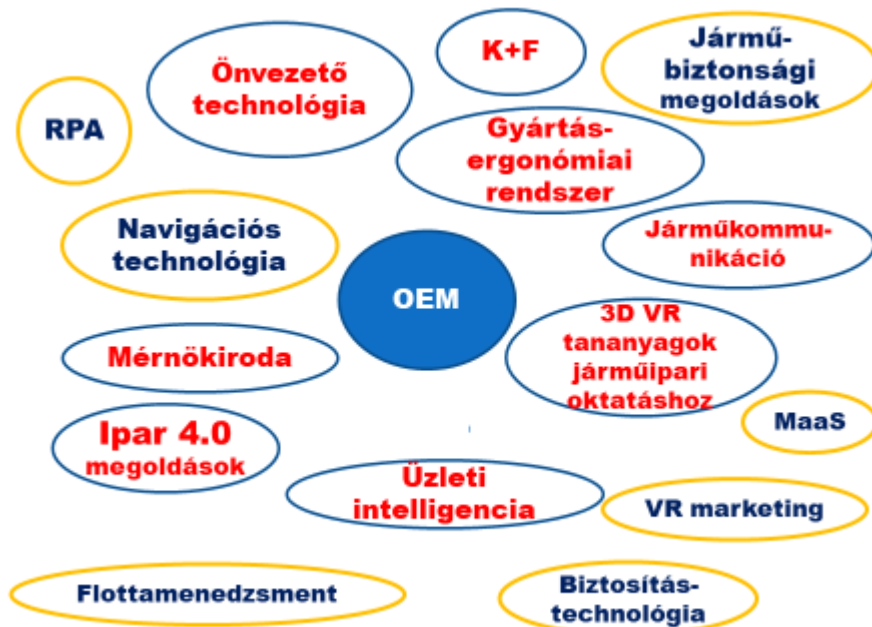 K+F
Önvezető
technológia
Jármű-
biztonsági
megoldások
RPA
Gyártás-
ergonómiai
rendszer
Navigációs
technológia
Járműkommu-
nikáció
OEM
3D VR
tananyagok
járműipari
oktatáshoz
Mérnökiroda
MaaS
Ipar 4.0
megoldások
Üzleti
intelligencia
VR marketing
Flottamenedzsment
Biztosítás-
technológia